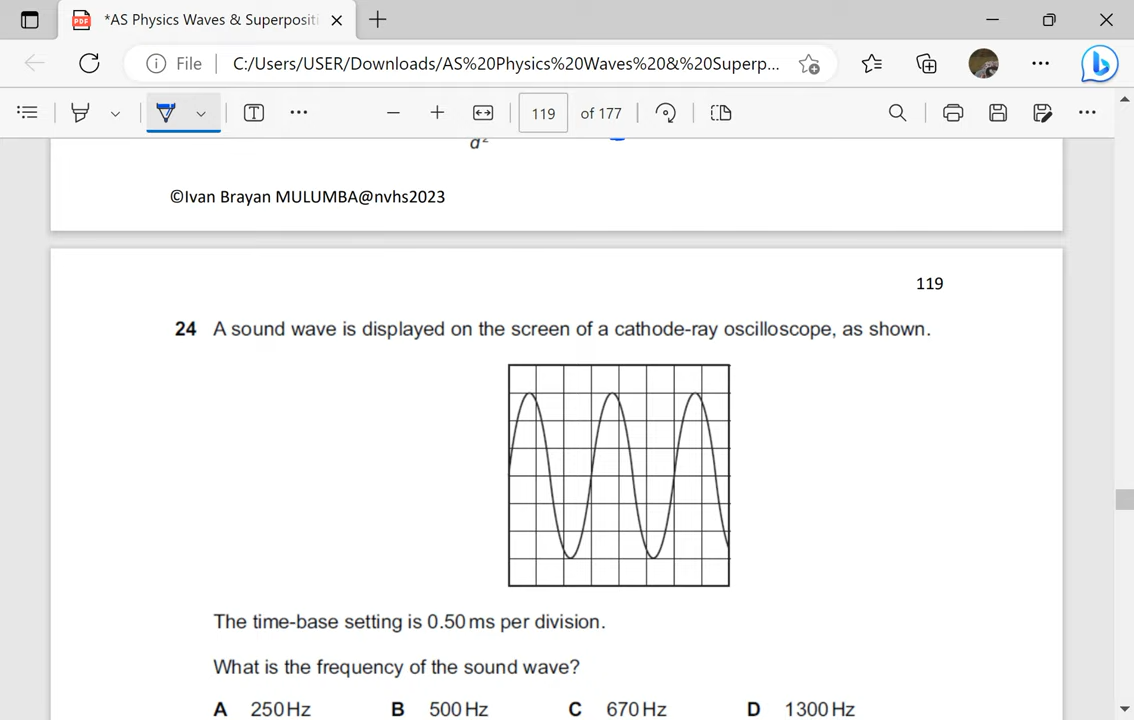 *AS Physics Waves & Superpositi
File
C:/Users/USER/Downloads/AS%20Physics%20Waves%20&%20Superp...
119 of 177
©Ivan Brayan MULUMBA@nvhs2023
119
24 A sound wave is displayed on the screen of a cathode-ray oscilloscope, as shown.
The time-base setting is 0.50 ms per division.
What is the frequency of the sound wave?
A 250 Hz B 500 Hz C 670 Hz D 1300 Hz